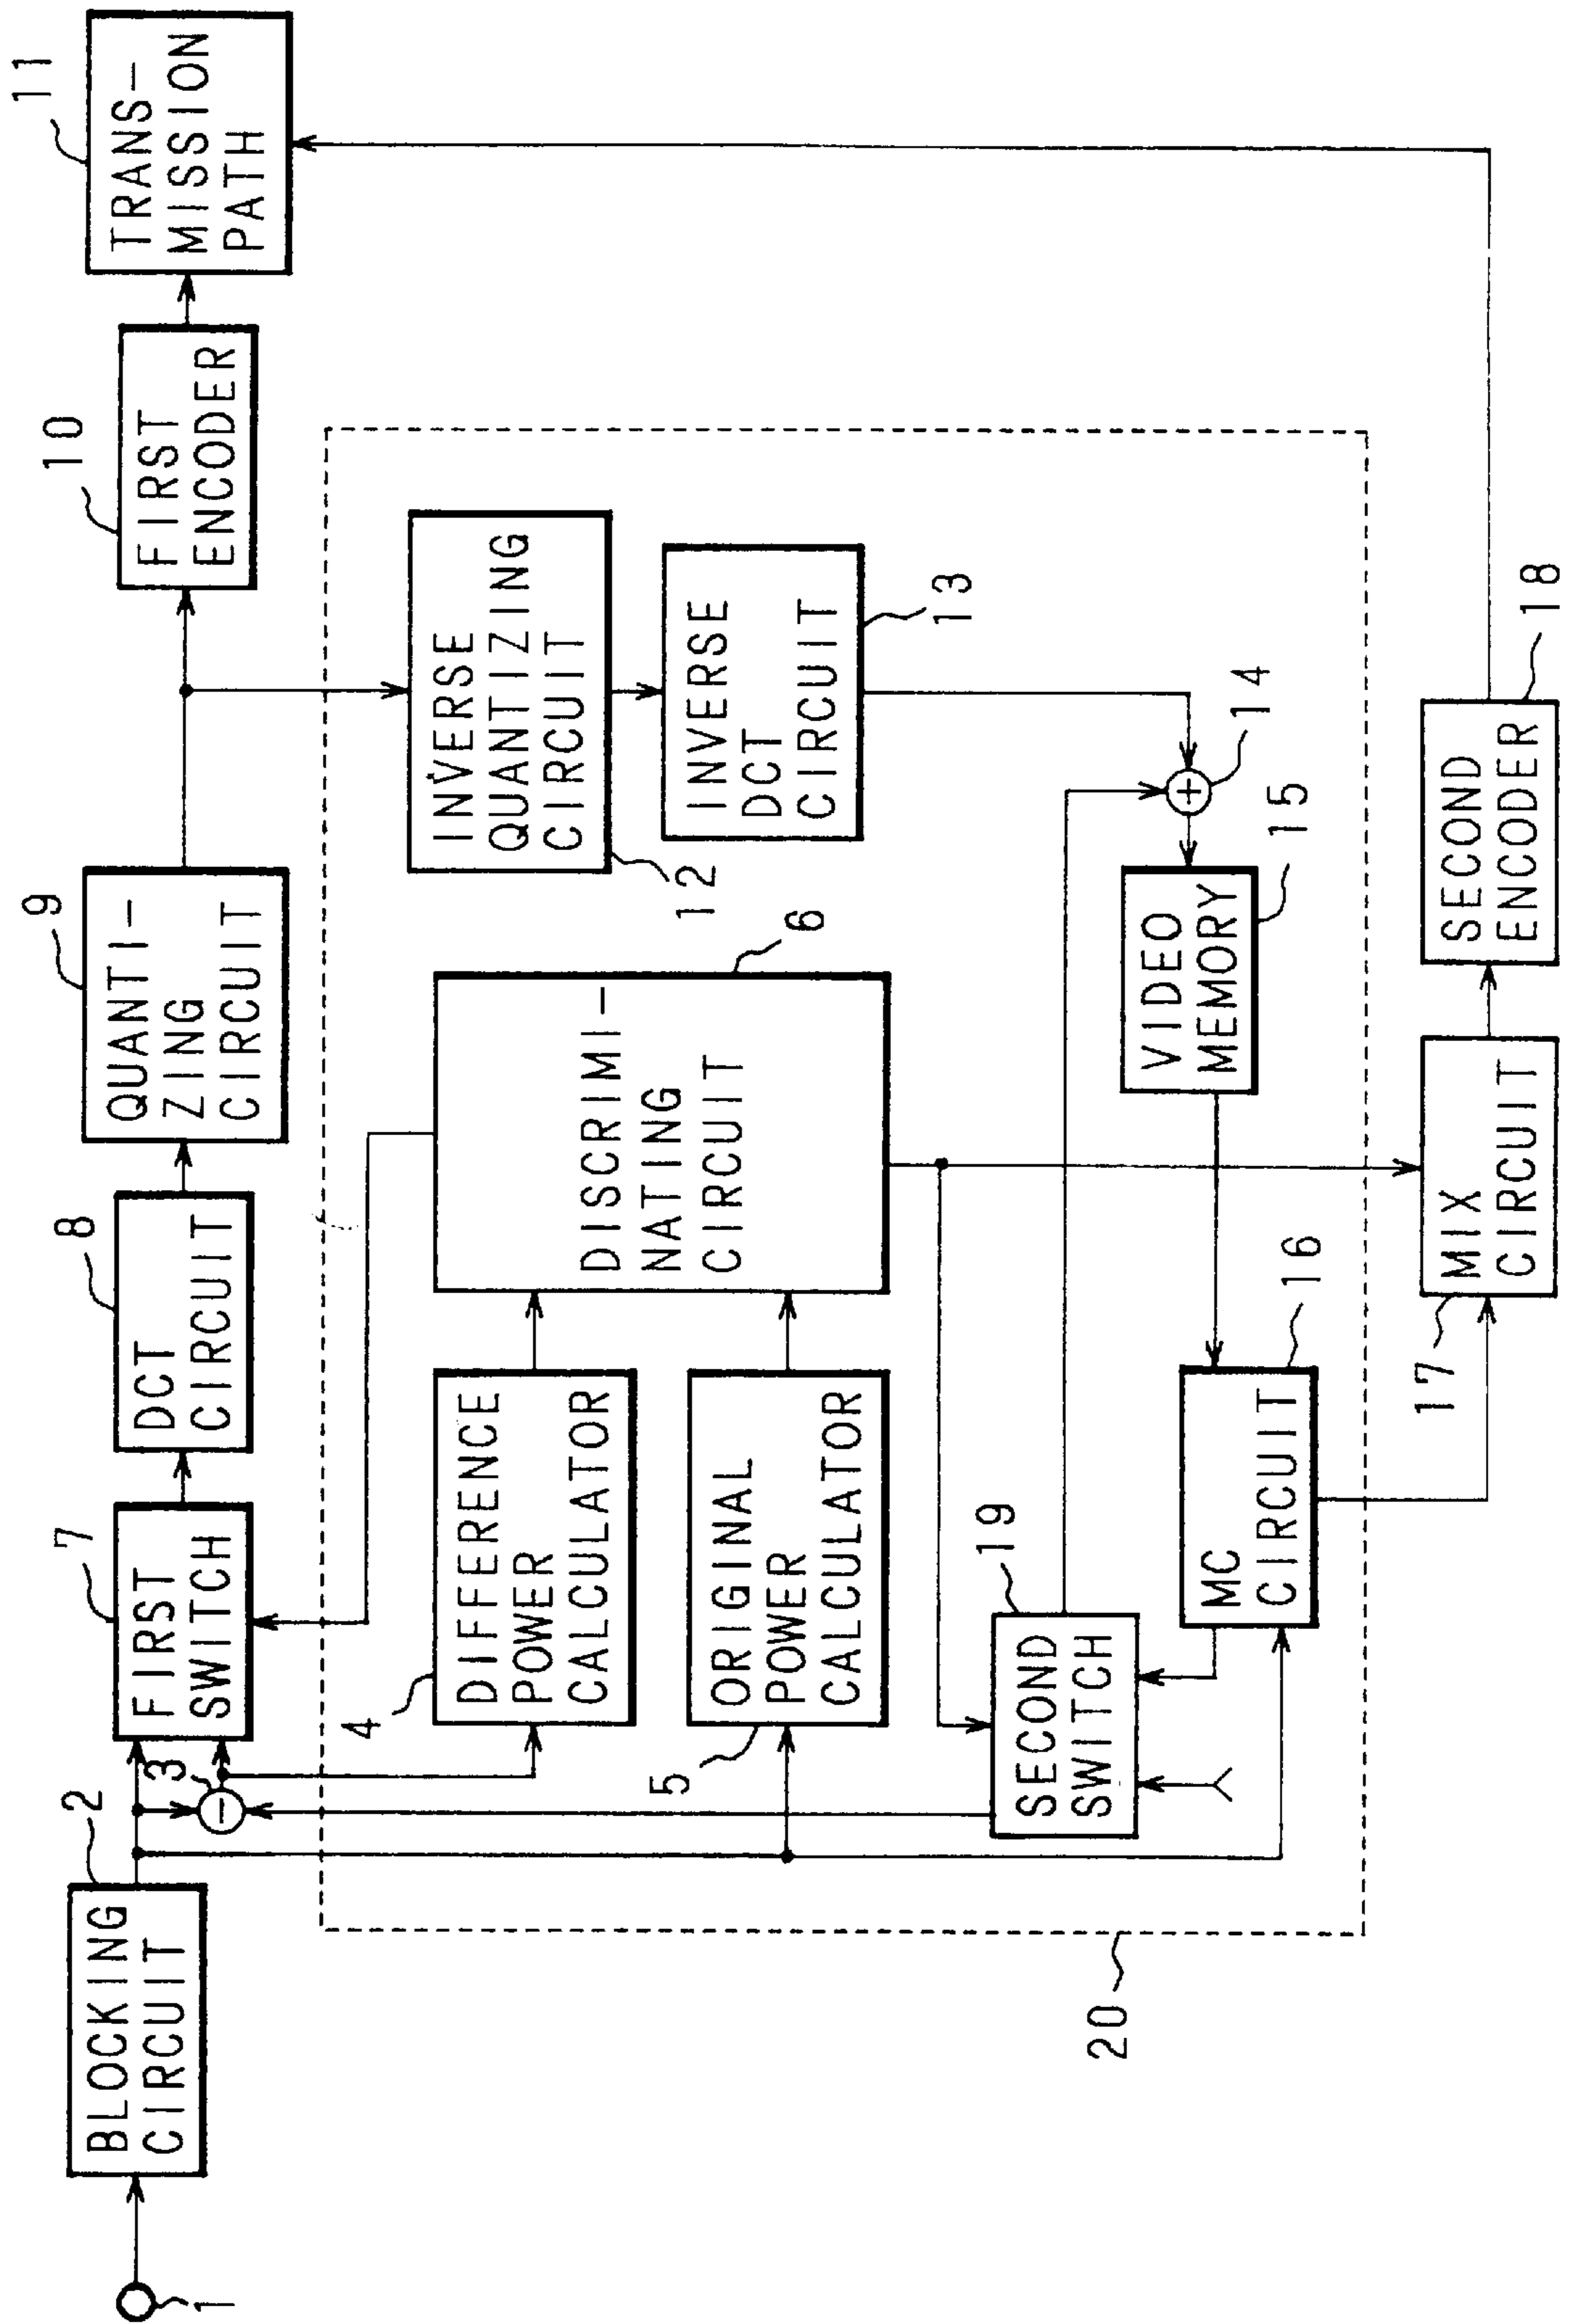 1
2
BLOCKING
CIRCUIT
3
7
FIRST
SWITCH
8
DCT
CIRCUIT
9
QUANTI-
ZING
CIRCUIT
10
FIRST
ENCODER
11
TRANS-
MISSION
PATH
4
DIFFERENCE
POWER
CALCULATOR
5
ORIGINAL
POWER
CALCULATOR
6
DISCRIMI-
NATING
CIRCUIT
12
INVERSE
QUANTIZING
CIRCUIT
13
INVERSE
DCT
CIRCUIT
14
15
VIDEO
MEMORY
19
SECOND
SWITCH
16
MC
CIRCUIT
17
MIX
CIRCUIT
18
SECOND
ENCODER
20